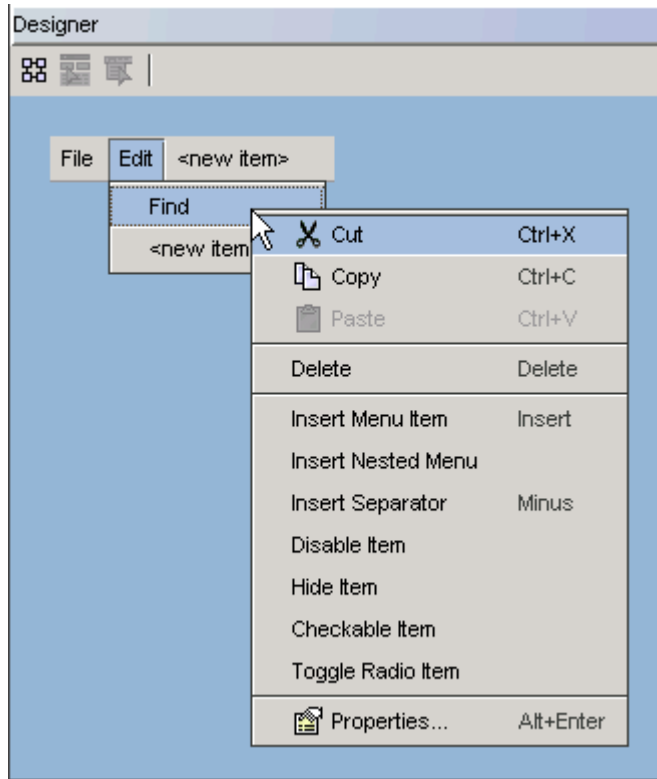 Designer
File Edit <new item>
Find
<new item
Cut Ctrl+X
Copy Ctrl+C
Paste Ctrl+V
Delete Delete
Insert Menu Item Insert
Insert Nested Menu
Insert Separator Minus
Disable Item
Hide Item
Checkable Item
Toggle Radio Item
Properties... Alt+Enter